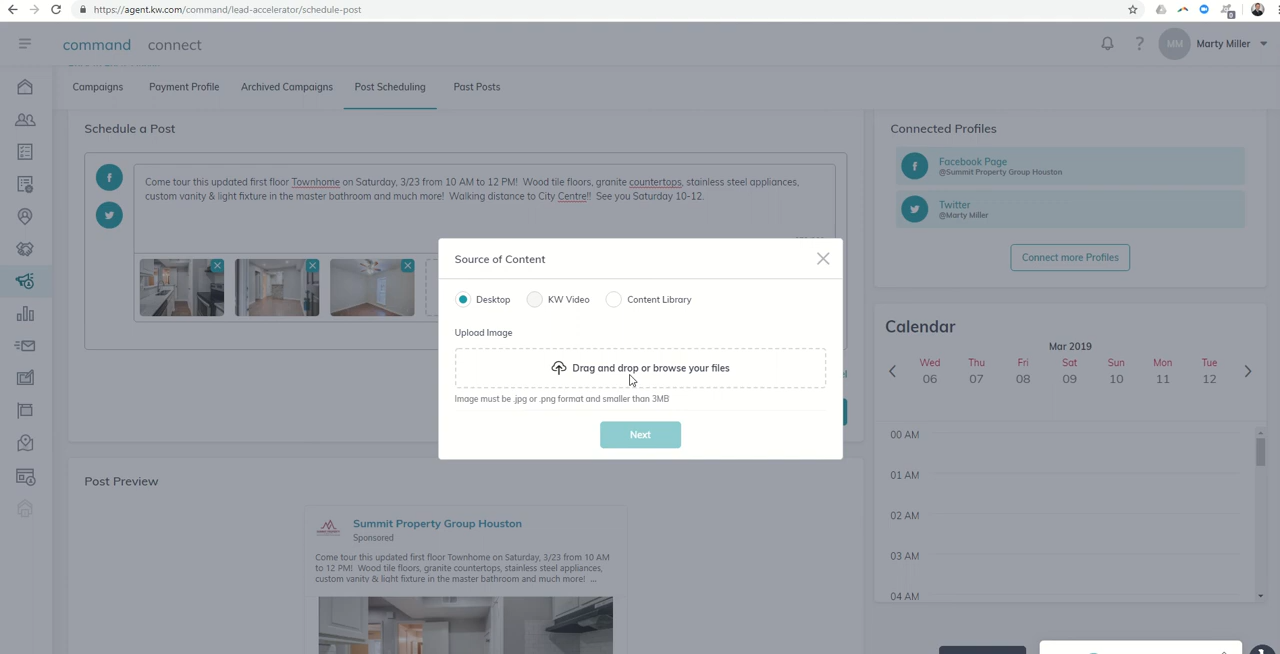 https://agent.kw.com/command/lead-accelerator/schedule-post
command connect
MM Marty Miller
Campaigns Payment Profile Archived Campaigns Post Scheduling Past Posts
Schedule a Post
Come tour this updated first floor Townhome on Saturday, 3/23 from 10 AM to 12 PM! Wood tile floors, granite countertops, stainless steel appliances,
custom vanity & light fixture in the master bathroom and much more! Walking distance to City Centre!! See you Saturday 10-12.
Connected Profiles
Facebook Page
@Summit Property Group Houston
Twitter
@Marty Miller
Connect more Profiles
Source of Content
Desktop KW Video Content Library
Upload Image
Drag and drop or browse your files
Image must be .jpg or .png format and smaller than 3MB
Next
Calendar
Mar 2019
Wed Thu Fri Sat Sun Mon Tue
06 07 08 09 10 11 12
00 AM
01 AM
02 AM
03 AM
04 AM
Post Preview
Summit Property Group Houston
Sponsored
Come tour this updated first floor Townhome on Saturday, 3/23 from 10 AM
to 12 PM! Wood tile floors, granite countertops, stainless steel appliances,
custom vanity & light fixture in the master bathroom and much more! ...